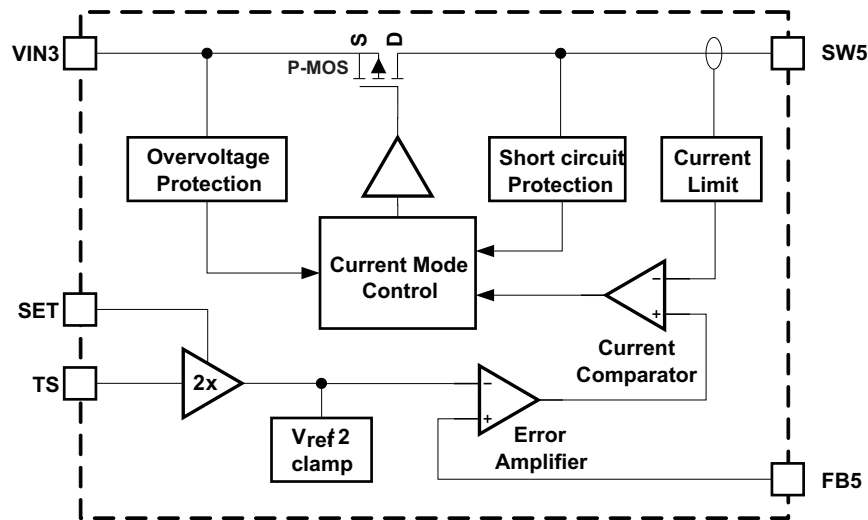 VIN3
S
D
P-MOS
SW5
Overvoltage
Protection
Short circuit
Protection
Current
Limit
Current Mode
Control
−
+
Current
Comparator
SET
TS
2x
Vref 2
clamp
−
+
Error
Amplifier
FB5